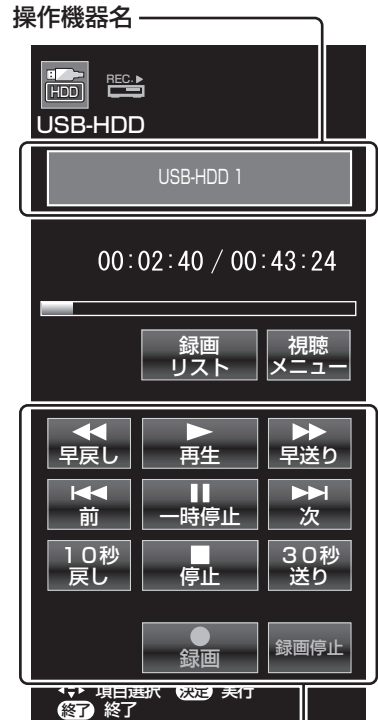 操作機器名
HDD
REC.
USB-HDD
USB-HDD 1
00:02:40 / 00:43:24
録画
リスト
視聴
メニュー
早戻し
再生
早送り
前
一時停止
次
10秒
戻し
停止
30秒
送り
録画
録画停止
項目選択 決定 実行
終了 終了